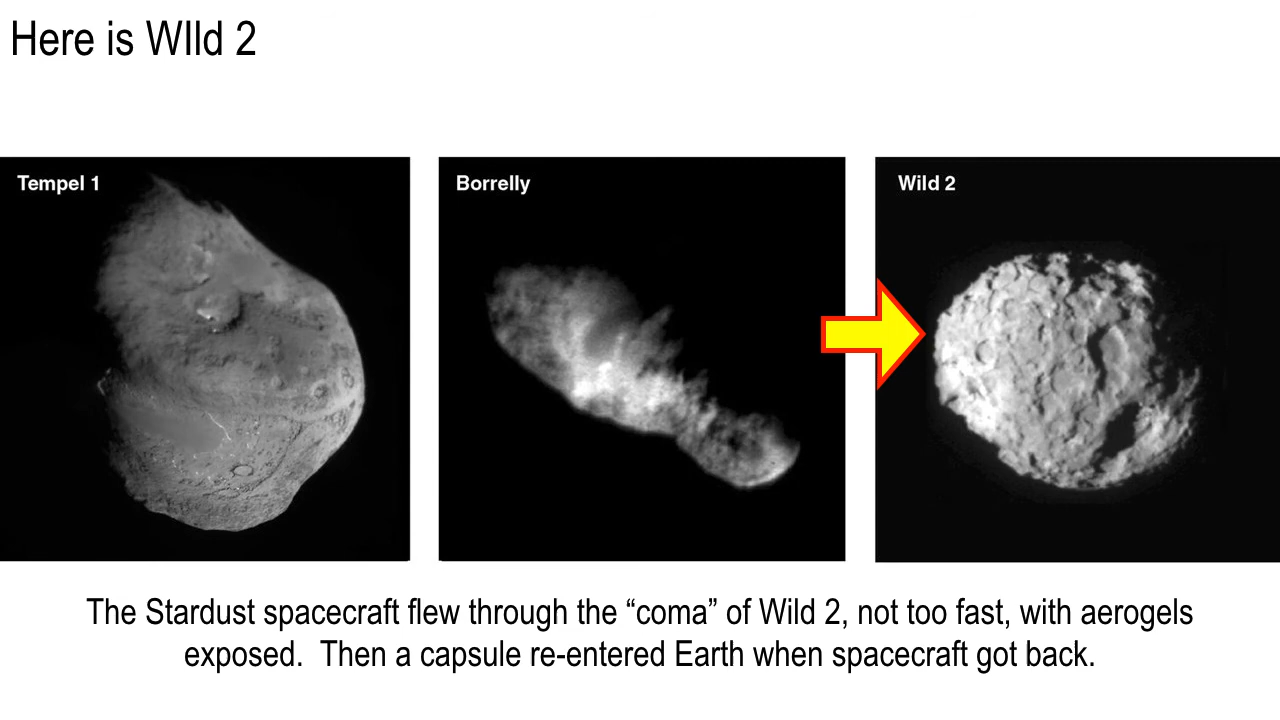 Here is WIld 2
Tempel 1
Borrelly
Wild 2
The Stardust spacecraft flew through the “coma” of Wild 2, not too fast, with aerogels
exposed.  Then a capsule re-entered Earth when spacecraft got back.